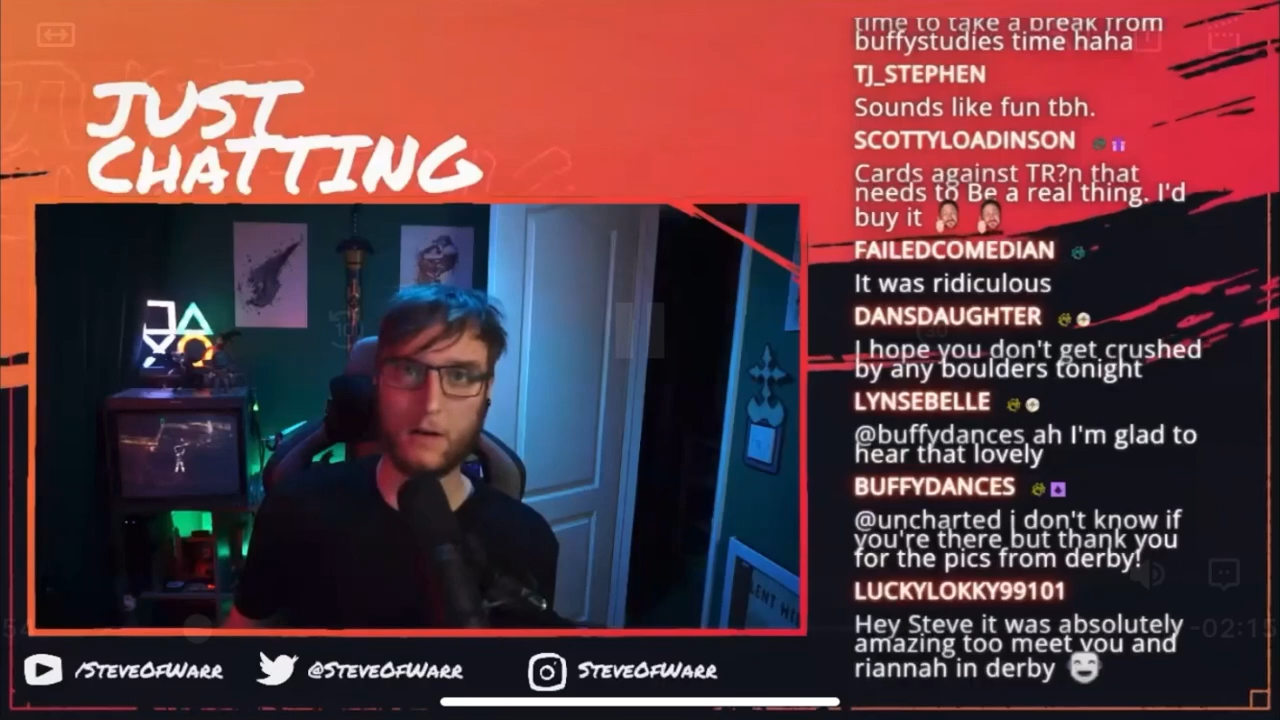 JUST
CHATTING
time to take a break from
buffystudies time haha
TJ_STEPHEN
Sounds like fun tbh.
SCOTTYLOADINSON
Cards against TR?n that
needs to Be a real thing. I'd
buy it
FAILEDCOMEDIAN
It was ridiculous
DANSDAUGHTER
I hope you don't get crushed
by any boulders tonight
LYNSEBELLE
@buffydances ah I'm glad to
hear that lovely
BUFFYDANCES
@uncharted i don't know if
you're there but thank you
for the pics from derby!
LUCKYLOKKY99101
Hey Steve it was absolutely
amazing too meet you and
riannah in derby
/SteveOfWarr
@SteveOfWarr
SteveOfWarr